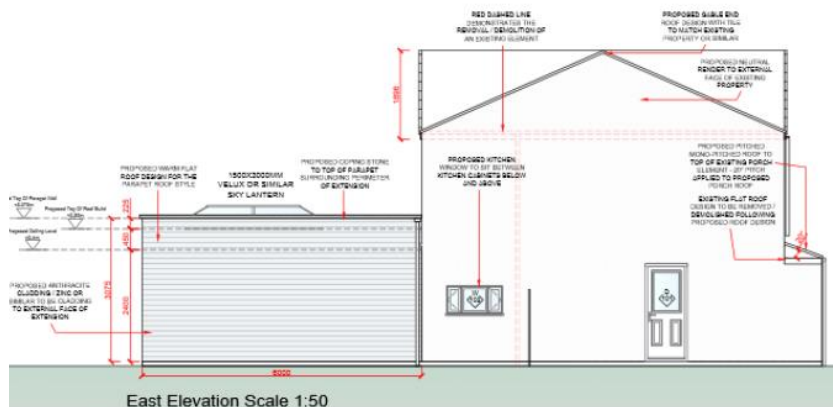 RED DASHED LINE
DEMONSTRATES THE
REMOVAL / DEMOLITION OF
AN EXISTING ELEMENT
PROPOSED GABLE END
ROOF DESIGN WITH TILE
TO MATCH EXISTING
PROPERTY OR SIMILAR
PROPOSED NEUTRAL
RENDER TO EXTERNAL
FACE OF EXISTING
PROPERTY
1898
PROPOSED WARM FLAT
ROOF DESIGN FOR THE
PARAPET ROOF STYLE
1500X3000MM
VELUX OR SIMILAR
SKY LANTERN
PROPOSED COPING STONE
TO TOP OF PARAPET
SURROUNDING PERIMETER
OF EXTENSION
PROPOSED KITCHEN
WINDOW TO SIT BETWEEN
KITCHEN CABINETS BELOW
AND ABOVE
PROPOSED PITCHED
MONO-PITCHED ROOF TO
TOP OF EXISTING PORCH
ELEMENT - 20° PITCH
APPLIED TO PROPOSED
PORCH ROOF
EXISTING FLAT ROOF
DESIGN TO BE REMOVED /
DEMOLISHED FOLLOWING
PROPOSED ROOF DESIGN
Top Of Parapet Wall
Proposed Top Of Roof Build
Proposed Ceiling Level
225
450
3075
2400
PROPOSED ANTHRACITE
CLADDING / ZINC OR
SIMILAR TO BE CLADDING
TO EXTERNAL FACE OF
EXTENSION
6000
East Elevation Scale 1:50